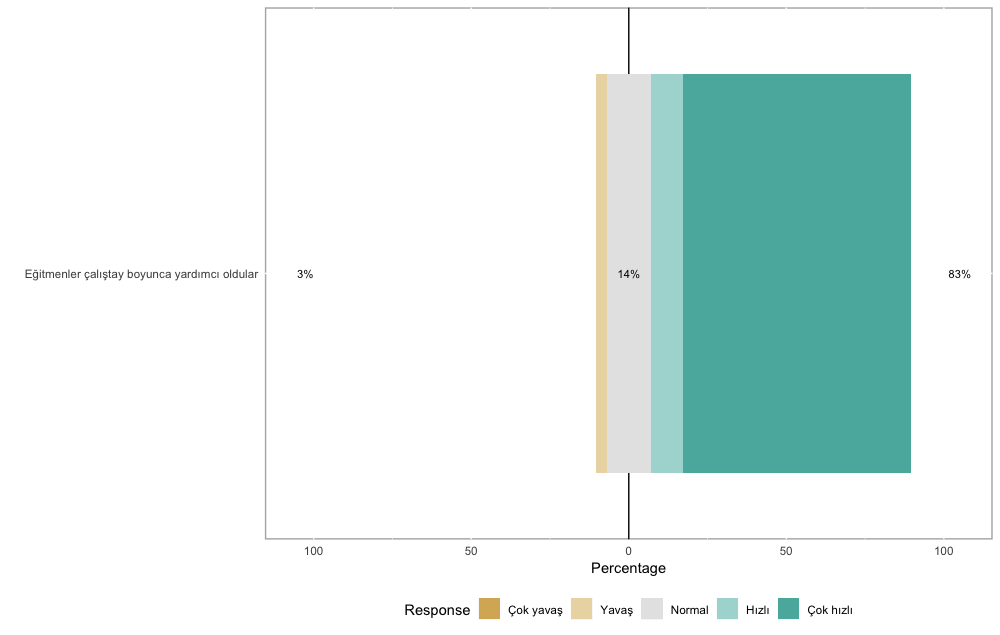 Eğitmenler çalıştay boyunca yardımcı oldular
3%
14%
83%
100
50
0
50
100
Percentage
Response
Çok yavaş
Yavaş
Normal
Hızlı
Çok hızlı